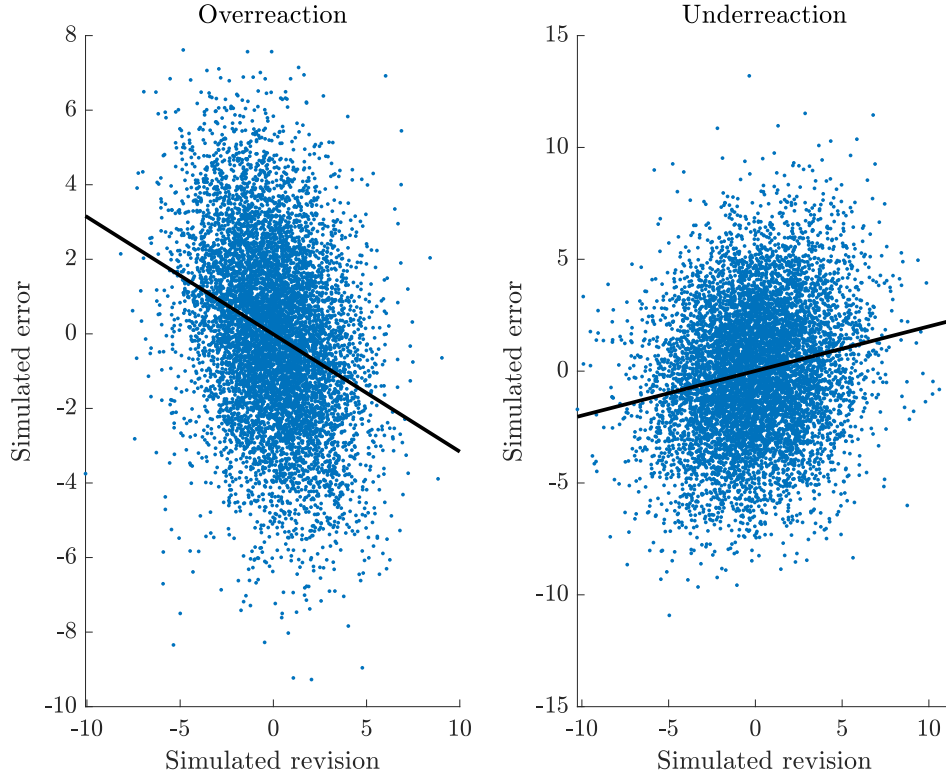 Overreaction
8
6
4
2
0
-2
-4
-6
-8
-10
Simulated error
-10 -5 0 5 10
Simulated revision
Underreaction
15
10
5
0
-5
-10
-15
Simulated error
-10 -5 0 5 10
Simulated revision